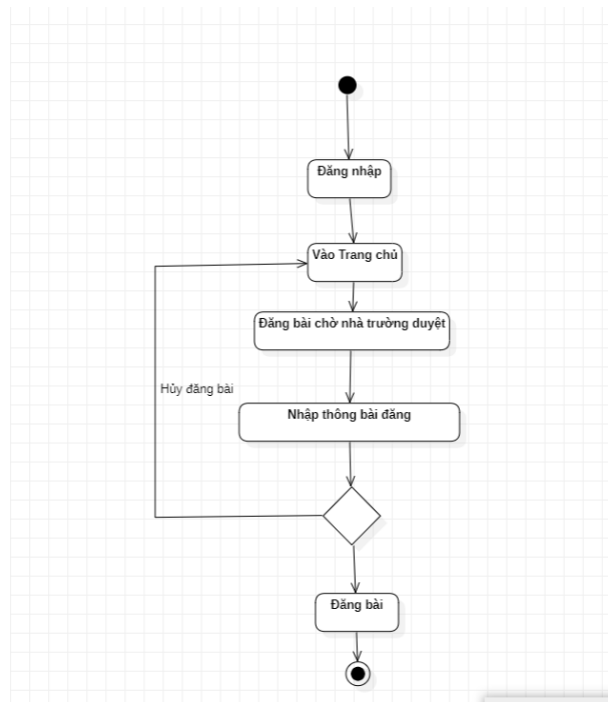 Đăng nhập
Vào Trang chủ
Đăng bài chờ nhà trường duyệt
Hủy đăng bài
Nhập thông bài đăng
Đăng bài